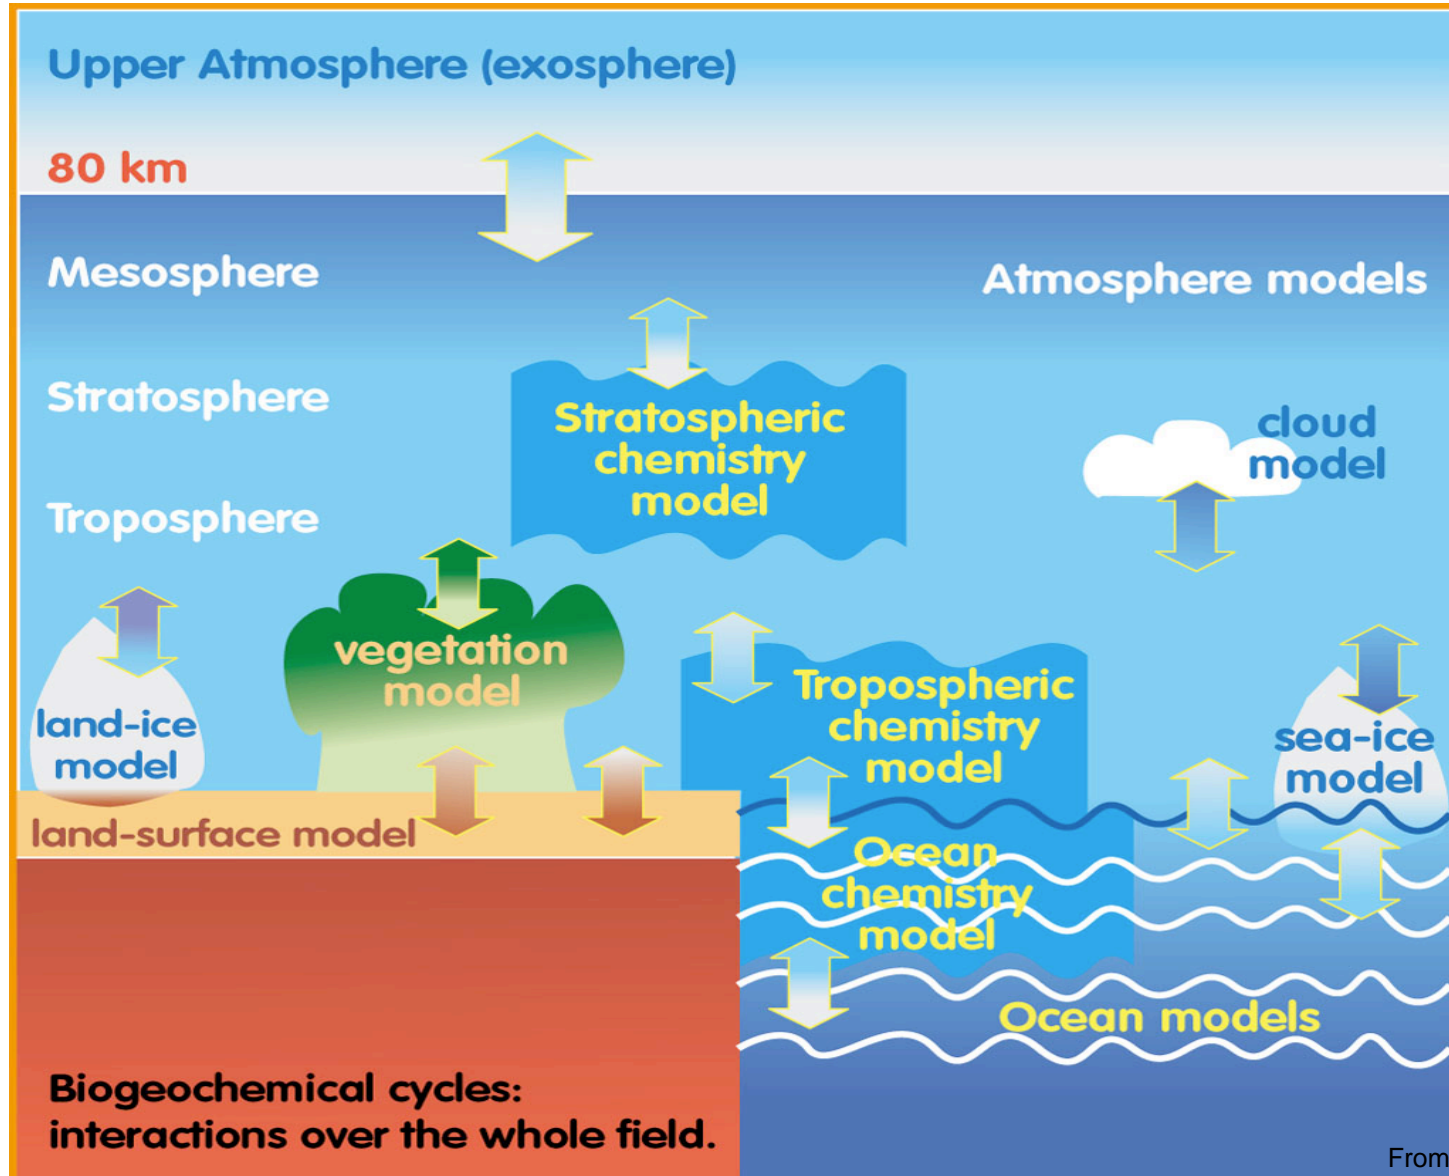 Upper Atmosphere (exosphere)
80 km
Mesosphere
Atmosphere models
Stratosphere
Stratospheric
chemistry
model
cloud
model
Troposphere
vegetation
model
Tropospheric
chemistry
model
land-ice
model
sea-ice
model
land-surface model
Ocean
chemistry
model
Ocean models
Biogeochemical cycles:
interactions over the whole field.
From